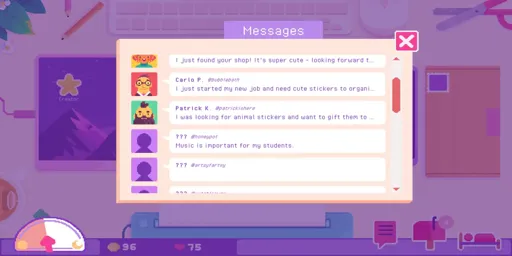 Messages
I just found your shop! It's super cute - looking forward t...
Carlo P.
I just started my new job and need cute stickers to organi...
Patrick K. @patrickishere
I was looking for animal stickers and want to gift them to ...
??? @honeypot
Music is important for my students.
??? @artsyfartsy
???
96
75